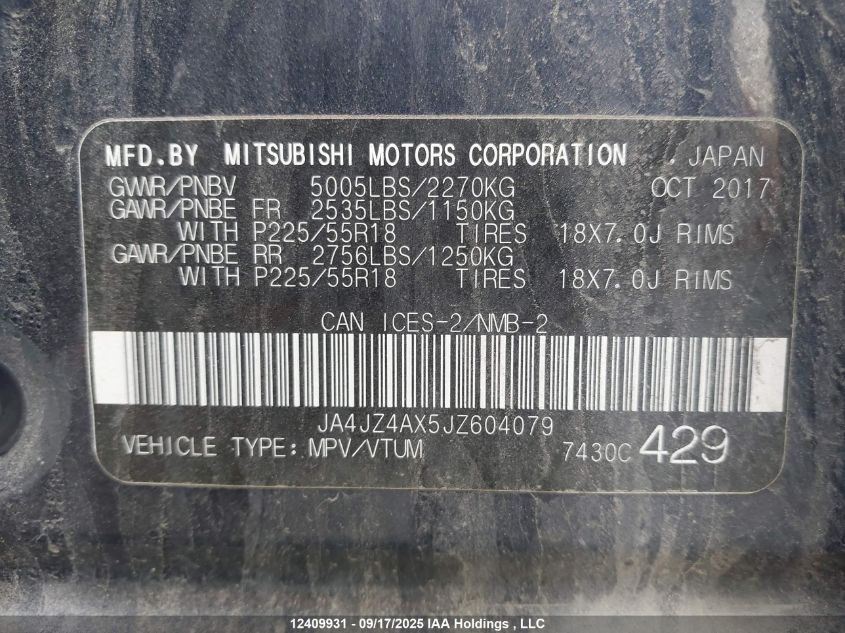 MFD.BY MITSUBISHI MOTORS CORPORATION , JAPAN
GVWR/PNBV 5005LBS/2270KG OCT 2017
GAWR/PNBE FR 2535LBS/1150KG
WITH P225/55R18 TIRES 18X7.0J RIMS
GAWR/PNBE RR 2756LBS/1250KG
WITH P225/55R18 TIRES 18X7.0J RIMS
CAN ICES-2/NMB-2
JA4JZ4AX5JZ604079
VEHICLE TYPE: MPV/VTUM 7430C 429
12409931 - 09/17/2025 IAA Holdings , LLC